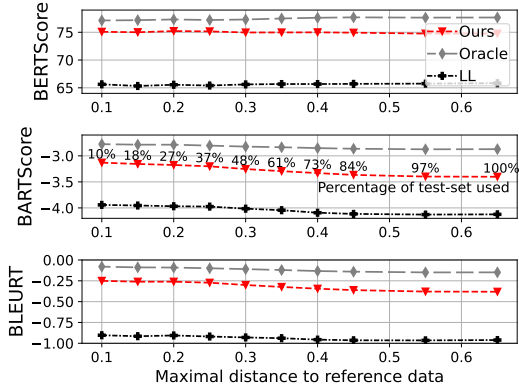 BERTScore
75
70
65
0.1 0.2 0.3 0.4 0.5 0.6
Ours
Oracle
LL
BARTScore
−3.0
−3.5
−4.0
10% 18% 27% 37% 48% 61% 73% 84% 97% 100%
Percentage of test-set used
0.1 0.2 0.3 0.4 0.5 0.6
BLEURT
0.00
−0.25
−0.50
−0.75
−1.00
0.1 0.2 0.3 0.4 0.5 0.6
Maximal distance to reference data